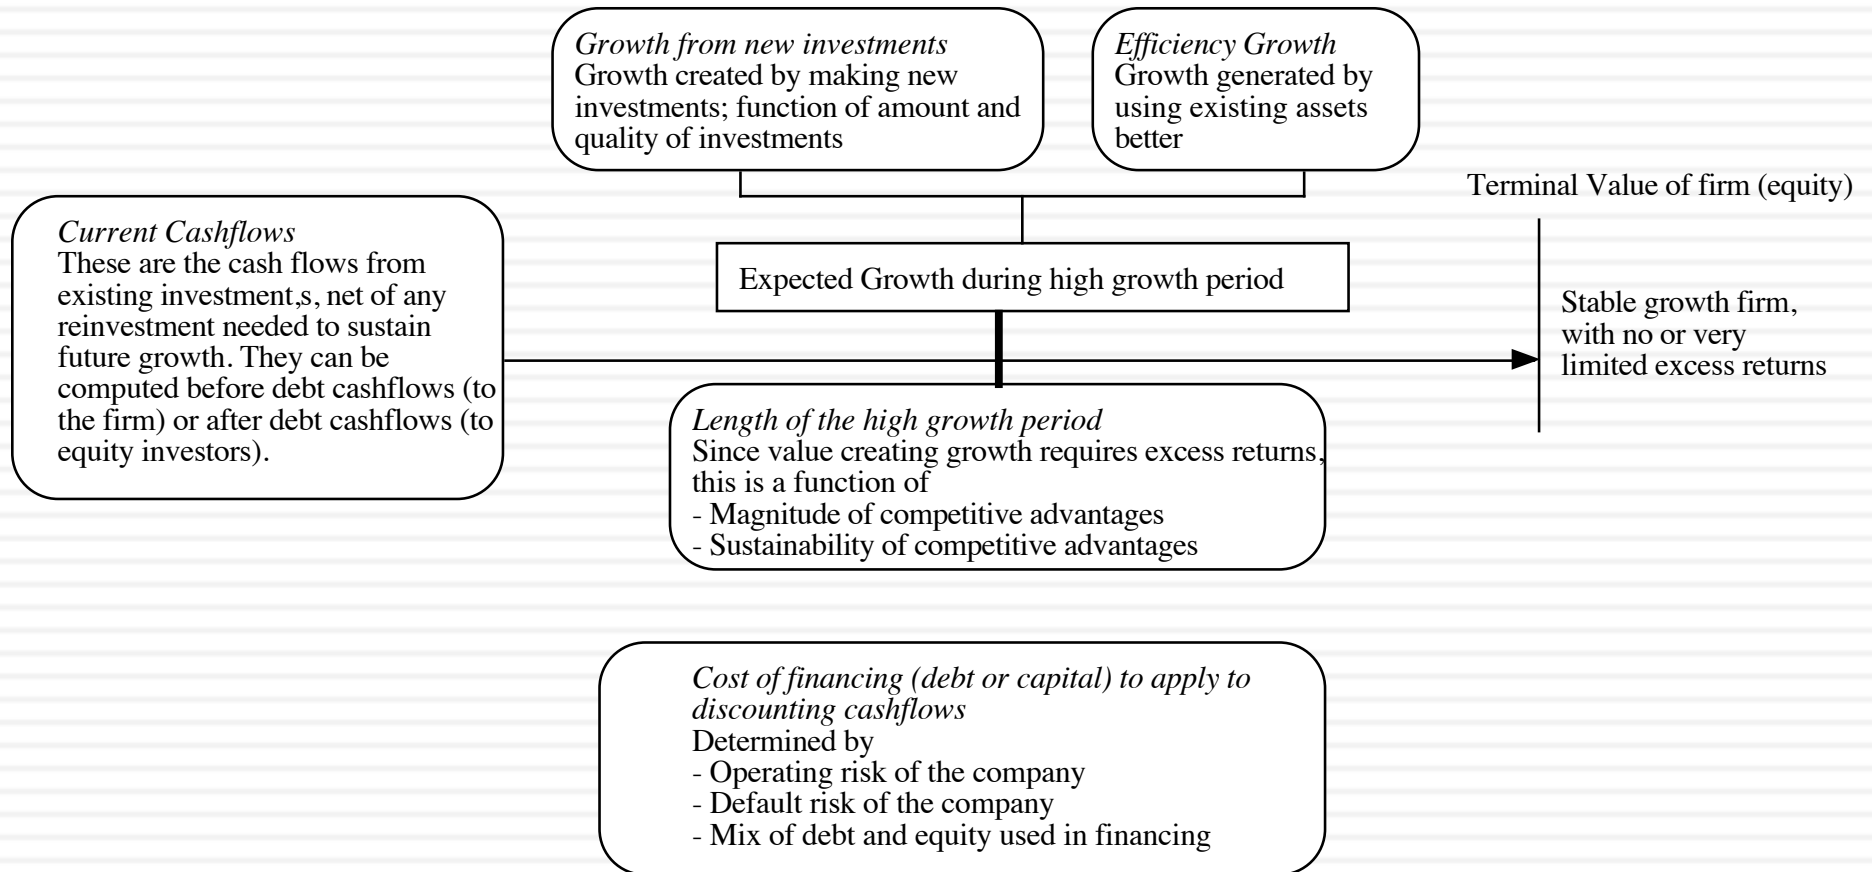 Growth from new investments
Growth created by making new
investments; function of amount and
quality of investments
Efficiency Growth
Growth generated by
using existing assets
better
Terminal Value of firm (equity)
Current Cashflows
These are the cash flows from
existing investment,s, net of any
reinvestment needed to sustain
future growth. They can be
computed before debt cashflows (to
the firm) or after debt cashflows (to
equity investors).
Expected Growth during high growth period
Stable growth firm,
with no or very
limited excess returns
Length of the high growth period
Since value creating growth requires excess returns,
this is a function of
- Magnitude of competitive advantages
- Sustainability of competitive advantages
Cost of financing (debt or capital) to apply to
discounting cashflows
Determined by
- Operating risk of the company
- Default risk of the company
- Mix of debt and equity used in financing